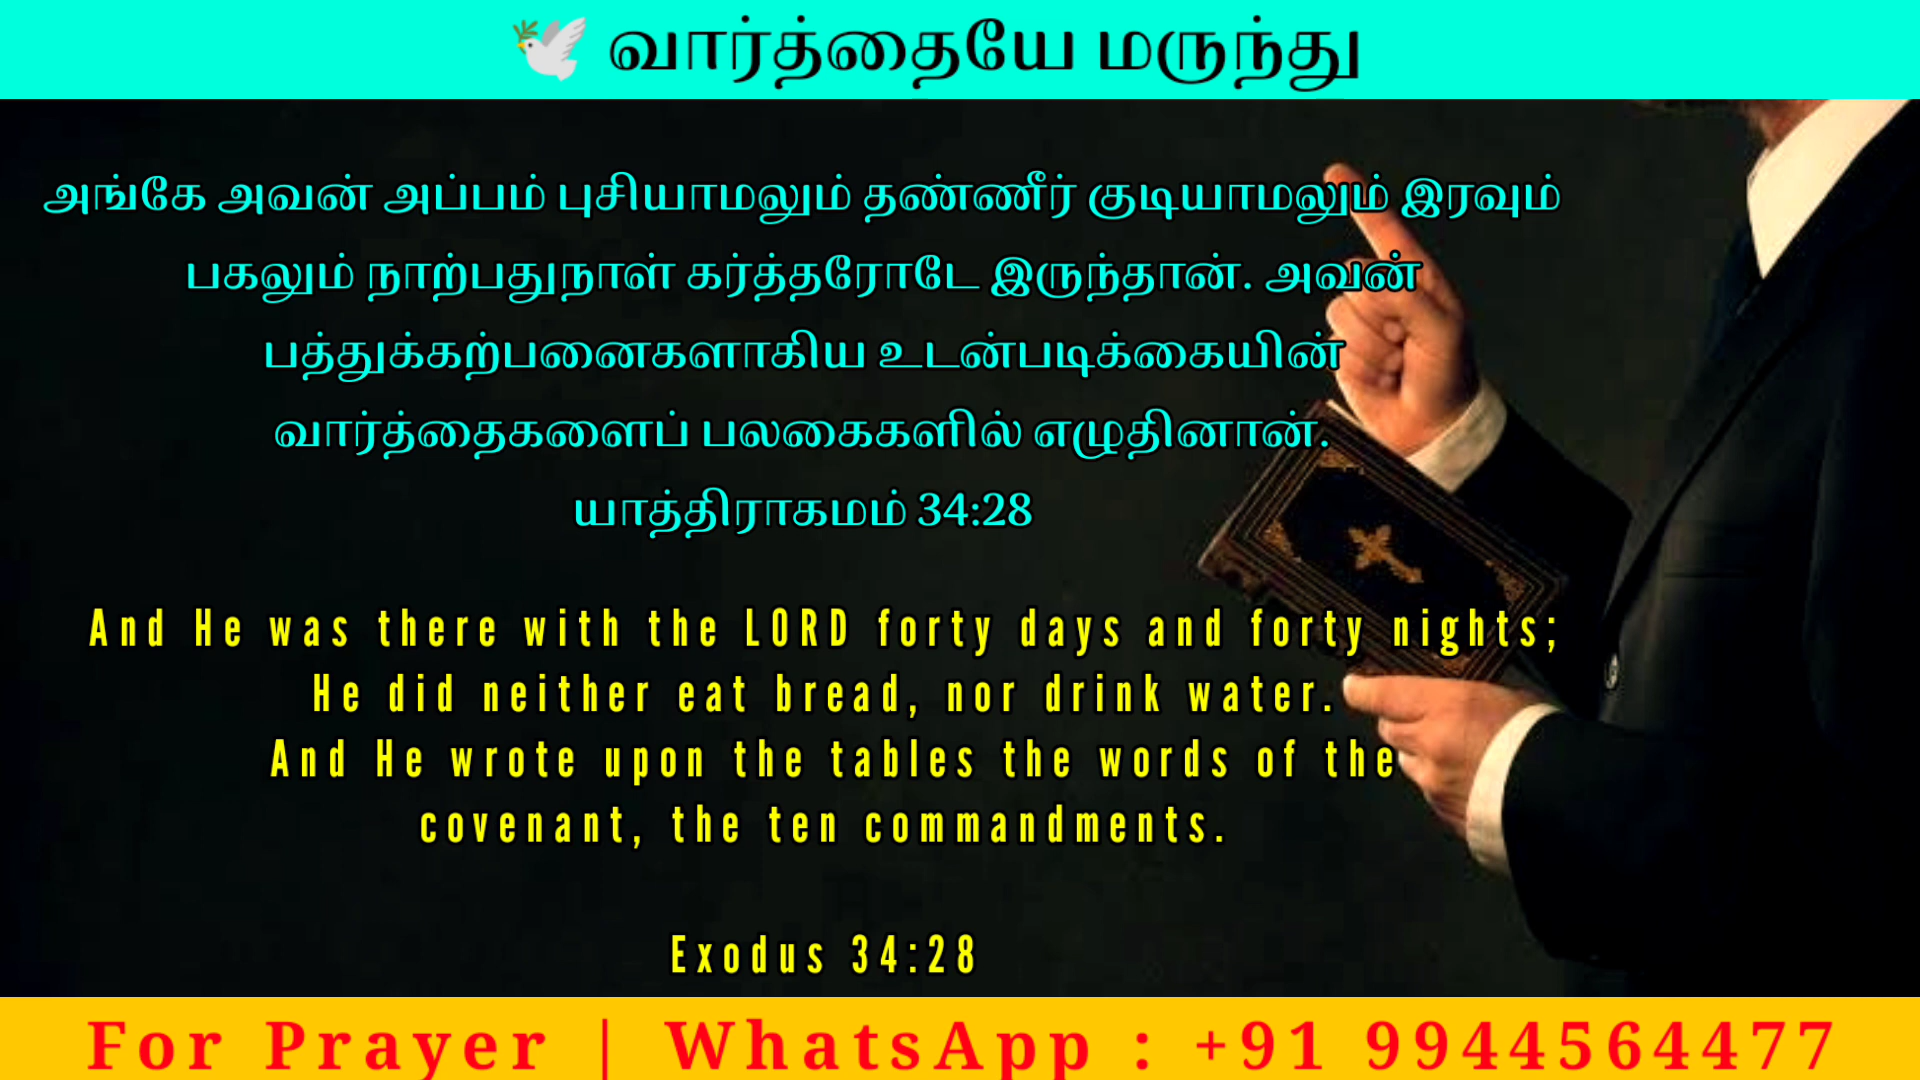 🕊️ வார்த்தையே மருந்து
அங்கே அவன் அப்பம் புசியாமலும் தண்ணீர் குடியாமலும் இரவும்
பகலும் நாற்பதுநாள் கர்த்தரோடே இருந்தான். அவன்
பத்துக்கற்பனைகளாகிய உடன்படிக்கையின்
வார்த்தைகளைப் பலகைகளில் எழுதினான்.
யாத்திராகமம் 34:28
And He was there with the LORD forty days and forty nights;
He did neither eat bread, nor drink water.
And He wrote upon the tables the words of the
covenant, the ten commandments.
Exodus 34:28
For Prayer | WhatsApp : +91 9944564477